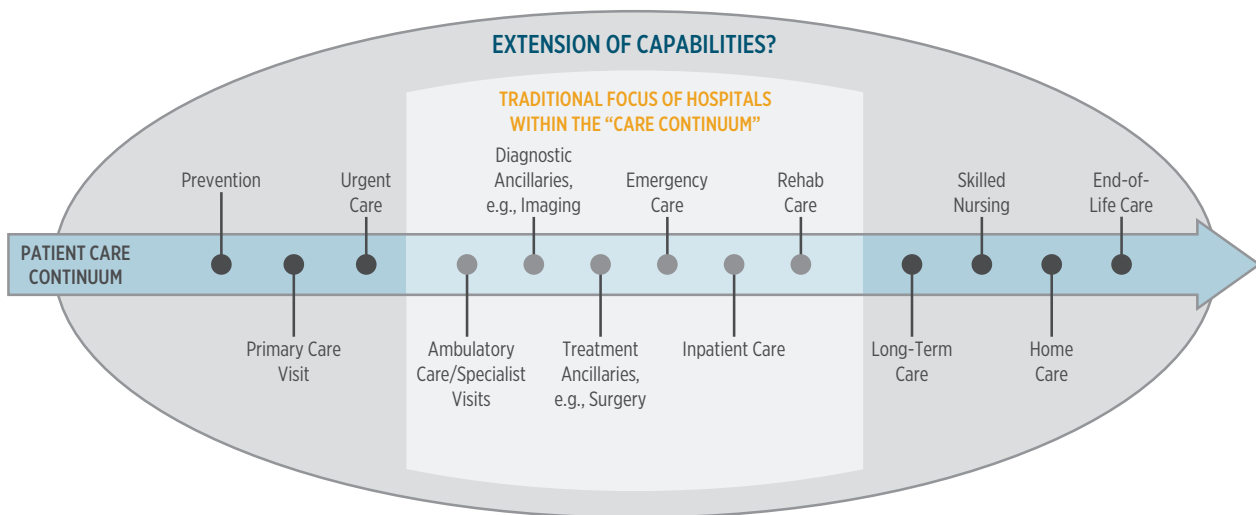 EXTENSION OF CAPABILITIES?
TRADITIONAL FOCUS OF HOSPITALS
WITHIN THE “CARE CONTINUUM”
Prevention
Urgent
Care
Diagnostic
Ancillaries,
e.g., Imaging
Emergency
Care
Rehab
Care
Skilled
Nursing
End-of-
Life Care
PATIENT CARE
CONTINUUM
Primary Care
Visit
Ambulatory
Care/Specialist
Visits
Treatment
Ancillaries,
e.g., Surgery
Inpatient Care
Long-Term
Care
Home
Care